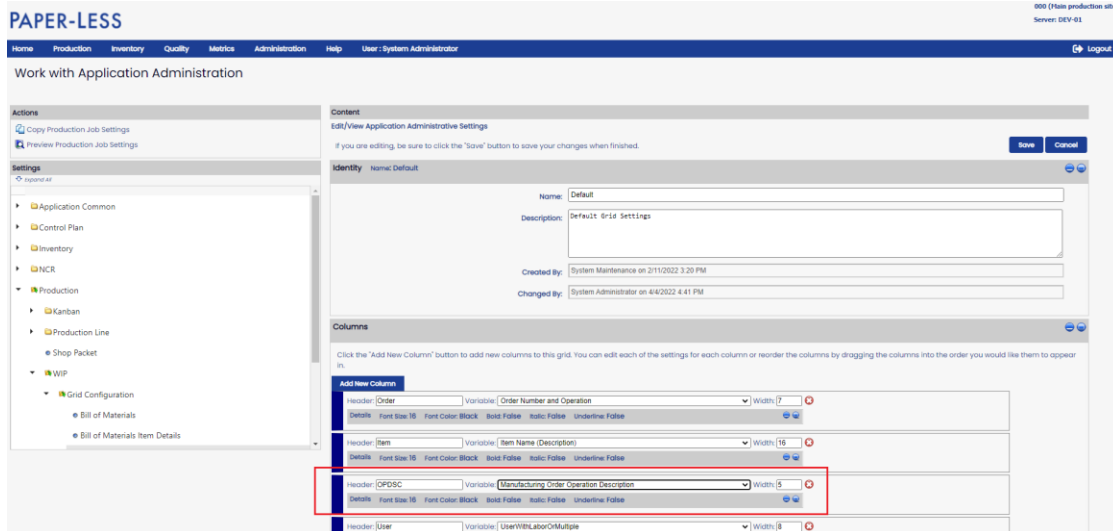 000 (Main production sit
Server: DEV-01
PAPER-LESS
Home Production Inventory Quality Metrics Administration Help User : System Administrator Logout
Work with Application Administration
Actions
Copy Production Job Settings
Preview Production Job Settings
Settings
Expand All
Application Common
Control Plan
Inventory
NCR
Production
Kanban
Production Line
Shop Packet
WIP
Grid Configuration
Bill of Materials
Bill of Materials Item Details
Content
Edit/View Application Administrative Settings
If you are editing, be sure to click the "Save" button to save your changes when finished.
Save Cancel
Identity Name: Default
Name: Default
Description: Default Grid Settings
Created By: System Maintenance on 2/11/2022 3:20 PM
Changed By: System Administrator on 4/4/2022 4:41 PM
Columns
Click the "Add New Column" button to add new columns to this grid. You can edit each of the settings for each column or reorder the columns by dragging the columns into the order you would like them to appear
in.
Add New Column
Header: Order Variable: Order Number and Operation Width: 7
Details Font Size: 16 Font Color: Black Bold: False Italic: False Underline: False
Header: Item Variable: Item Name (Description) Width: 16
Details Font Size: 16 Font Color: Black Bold: False Italic: False Underline: False
Header: OPDSC Variable: Manufacturing Order Operation Description Width: 5
Details Font Size: 16 Font Color: Black Bold: False Italic: False Underline: False
Header: User Variable: UserWithLaborOrMultiple Width: 8